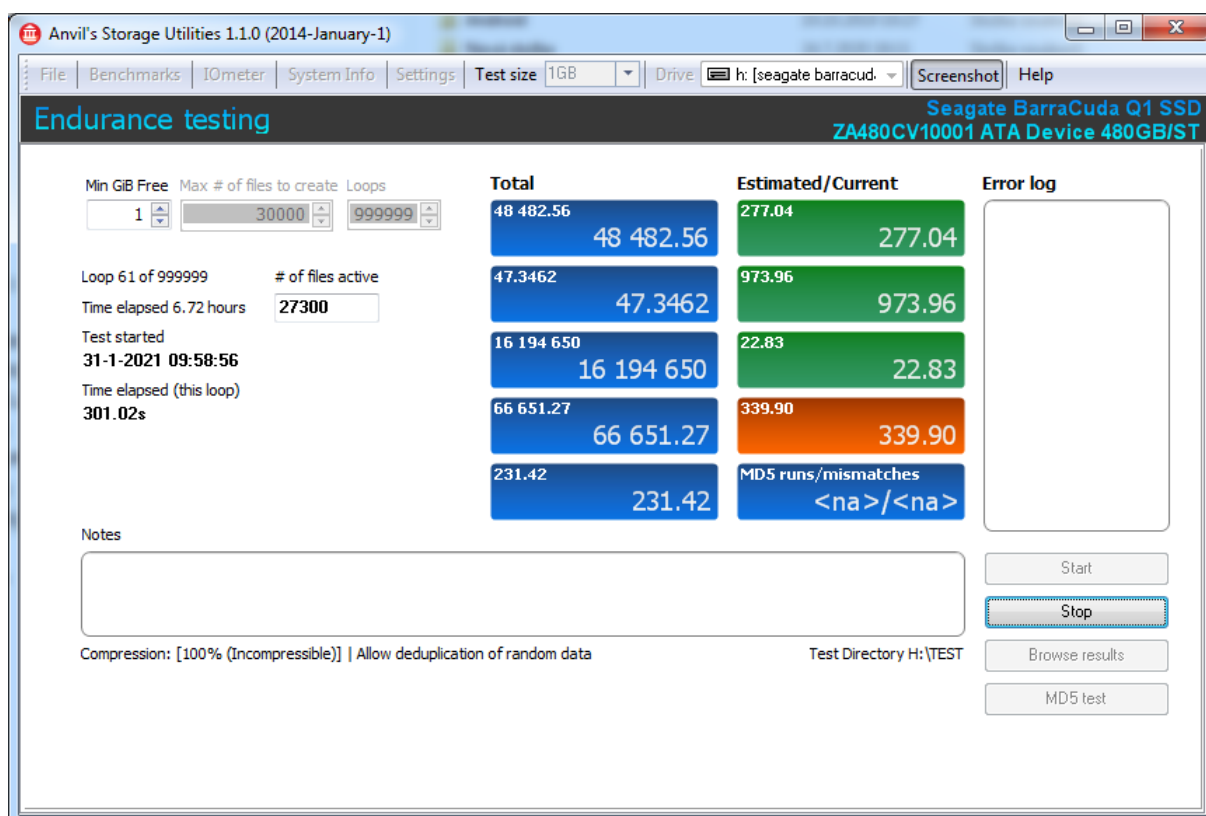 Anvil's Storage Utilities 1.1.0 (2014-January-1)
File Benchmarks IOmeter System Info Settings Test size 1GB Drive h: [seagate barracud. Screenshot Help
Endurance testing
Seagate BarraCuda Q1 SSD
ZA480CV10001 ATA Device 480GB/ST
Min GiB Free Max # of files to create Loops
1 30000 999999
Loop 61 of 999999 # of files active
Time elapsed 6.72 hours 27300
Test started
31-1-2021 09:58:56
Time elapsed (this loop)
301.02s
Total
48 482.56
48 482.56
47.3462
47.3462
16 194 650
16 194 650
66 651.27
66 651.27
231.42
231.42
Estimated/Current
277.04
277.04
973.96
973.96
22.83
22.83
339.90
339.90
MD5 runs/mismatches
<na>/<na>
Error log
Notes
Compression: [100% (Incompressible)] | Allow deduplication of random data
Test Directory H:\TEST
Start
Stop
Browse results
MD5 test